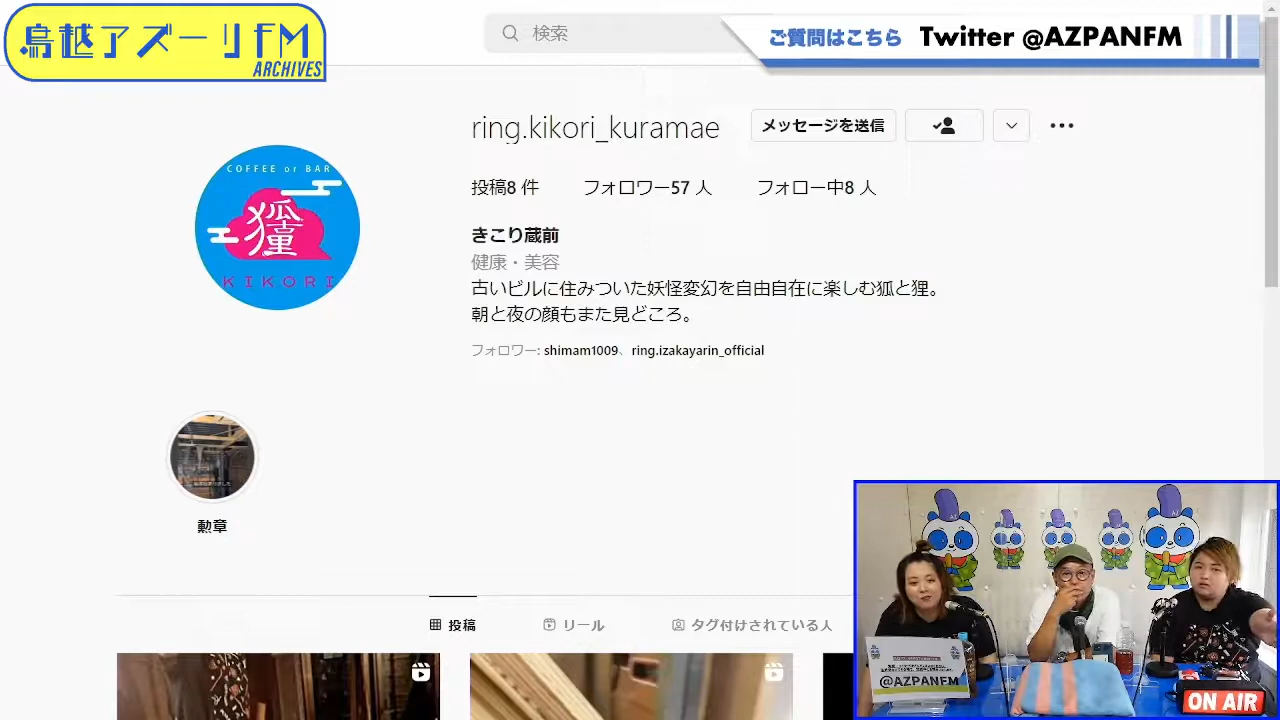 鳥越アズーリFM
ARCHIVES
検索
ご質問はこちら Twitter @AZPANFM
ring.kikori_kuramae
メッセージを送信
投稿8 件
フォロワー57 人
フォロー中8 人
COFFEE or BAR
KIKORI
きこり蔵前
健康・美容
古いビルに住みついた妖怪変幻を自由自在に楽しむ狐と狸。
朝と夜の顔もまた見どころ。
フォロワー: shimam1009、ring.izakayarin_official
勲章
投稿
リール
タグ付けされている人
@AZPANFM
ON AIR